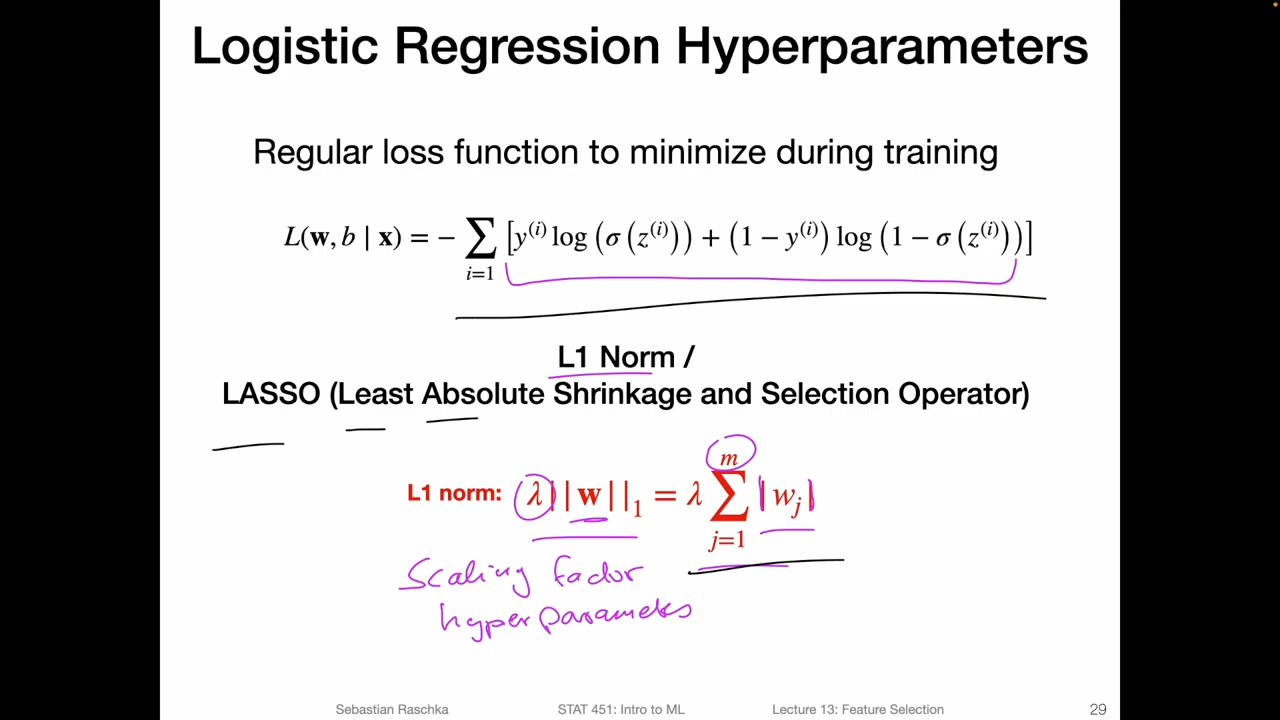 Logistic Regression Hyperparameters
Regular loss function to minimize during training
L(w, b | x) = − ∑_{i=1} [y^{(i)} log (σ (z^{(i)})) + (1 − y^{(i)}) log (1 − σ (z^{(i)}))]
L1 Norm /
LASSO (Least Absolute Shrinkage and Selection Operator)
L1 norm: λ||w||_1 = λ ∑_{j=1}^{m} |w_j|
Scaling factor
hyperparameter
Sebastian Raschka STAT 451: Intro to ML Lecture 13: Feature Selection 29